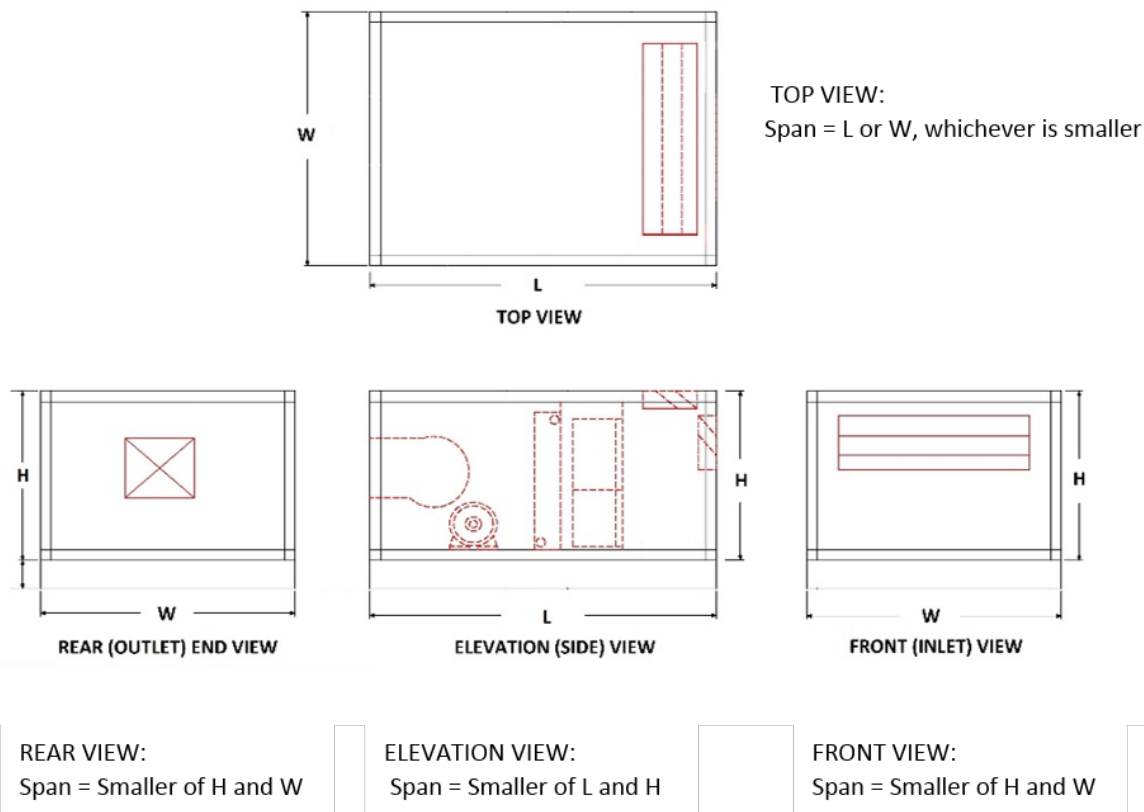 TOP VIEW:
Span = L or W, whichever is smaller
W
L
TOP VIEW
H
H
H
W
L
W
REAR (OUTLET) END VIEW
ELEVATION (SIDE) VIEW
FRONT (INLET) VIEW
REAR VIEW:
Span = Smaller of H and W
ELEVATION VIEW:
Span = Smaller of L and H
FRONT VIEW:
Span = Smaller of H and W